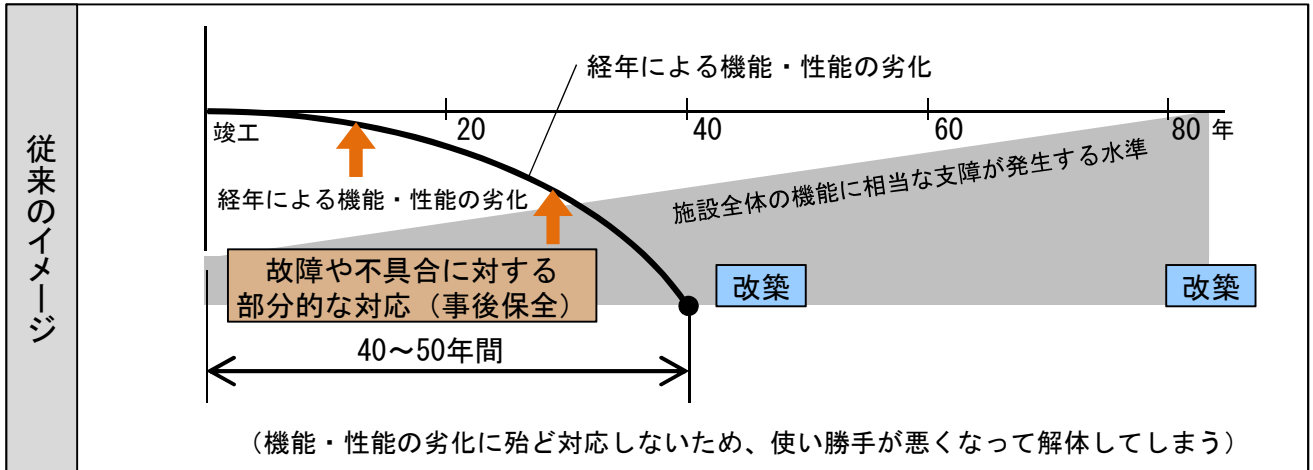 従来のイメージ
経年による機能・性能の劣化
竣工
20
40
60
80 年
経年による機能・性能の劣化
施設全体の機能に相当な支障が発生する水準
故障や不具合に対する
部分的な対応（事後保全）
改築
改築
40～50年間
（機能・性能の劣化に殆ど対応しないため、使い勝手が悪くなって解体してしまう）